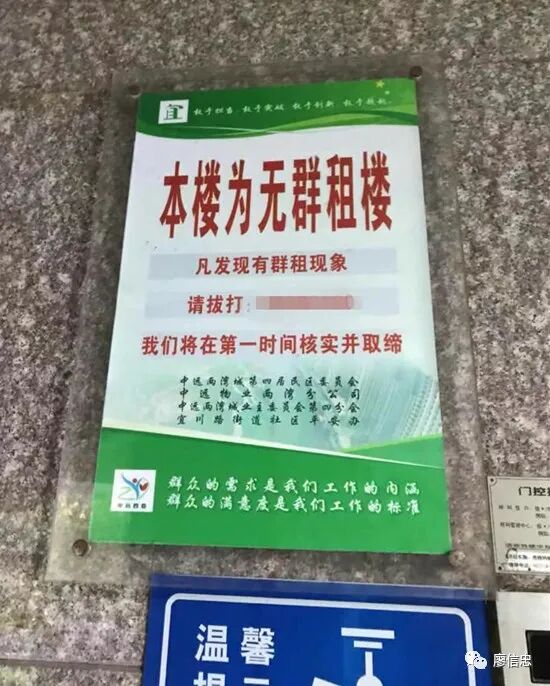 敢于担当、敢于突破、敢于创新、敢于
本楼为无群租楼
凡发现有群租现象
请拔打：
我们将在第一时间核实并取缔
中远两湾城第四居民区委员会
中远物业两湾分公司
中远两湾城业主委员会第四分会
宜川路街道社区平安办
群众的需求是我们工作的内涵
群众的满意度是我们工作的标准
门控
温馨
提示
廖信忠